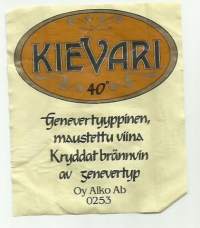 KIEVARI
40°
Genevertyyppinen,
maustettu viina
Kryddat brännvin
av genevertyp
Oy Alko Ab
0253